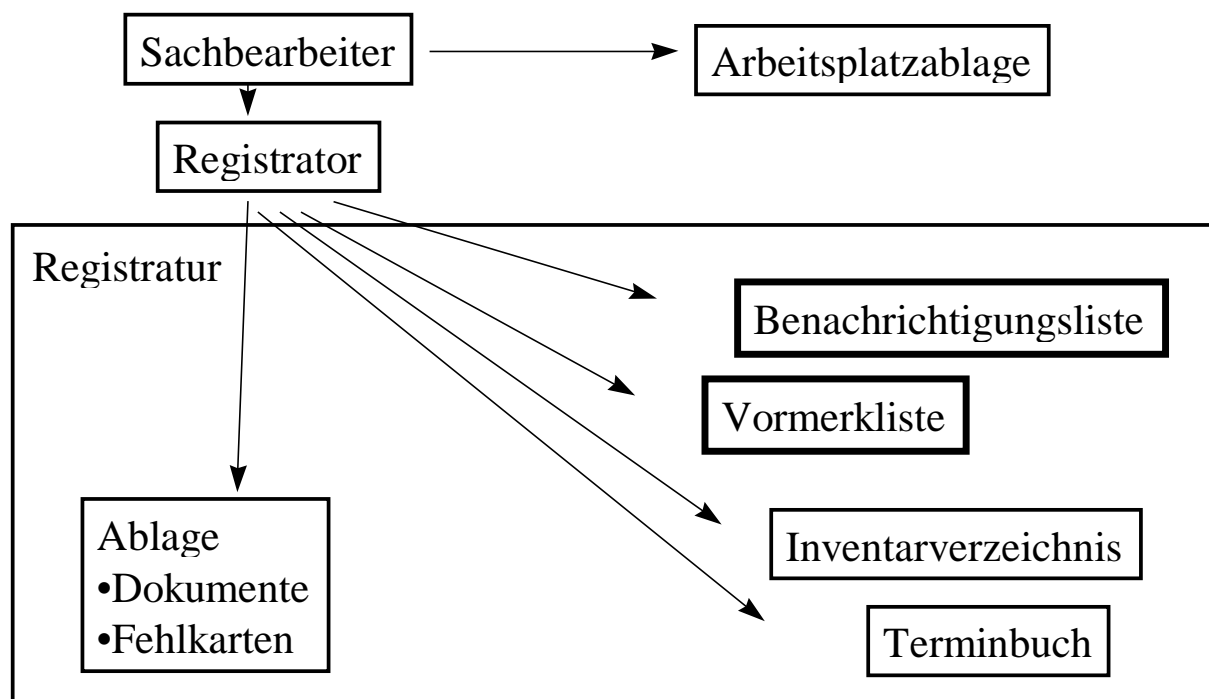 Sachbearbeiter
Arbeitsplatzablage
Registrator
Registratur
Benachrichtigungsliste
Vormerkliste
Ablage
•Dokumente
•Fehlkarten
Inventarverzeichnis
Terminbuch